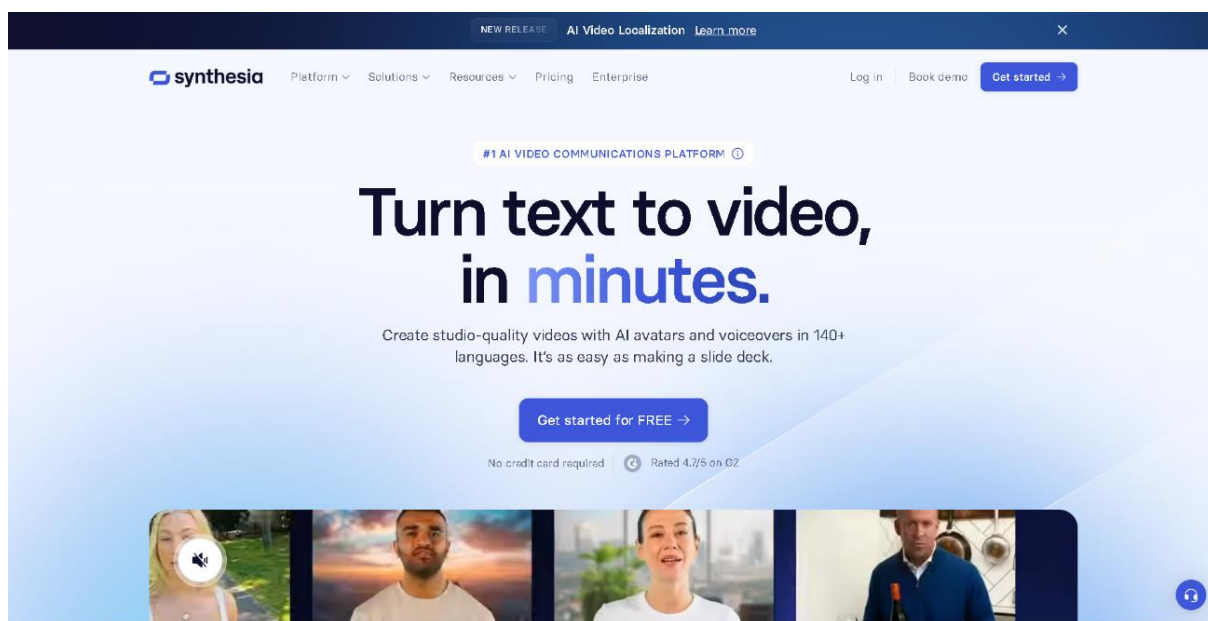 NEW RELEASE AI Video Localization Learn more
synthesia Platform Solutions Resources Pricing Enterprise Log in Book demo Get started →
#1 AI VIDEO COMMUNICATIONS PLATFORM
Turn text to video,
in minutes.
Create studio-quality videos with AI avatars and voiceovers in 140+
languages. It's as easy as making a slide deck.
Get started for FREE →
No credit card required Rated 4.7/5 on G2